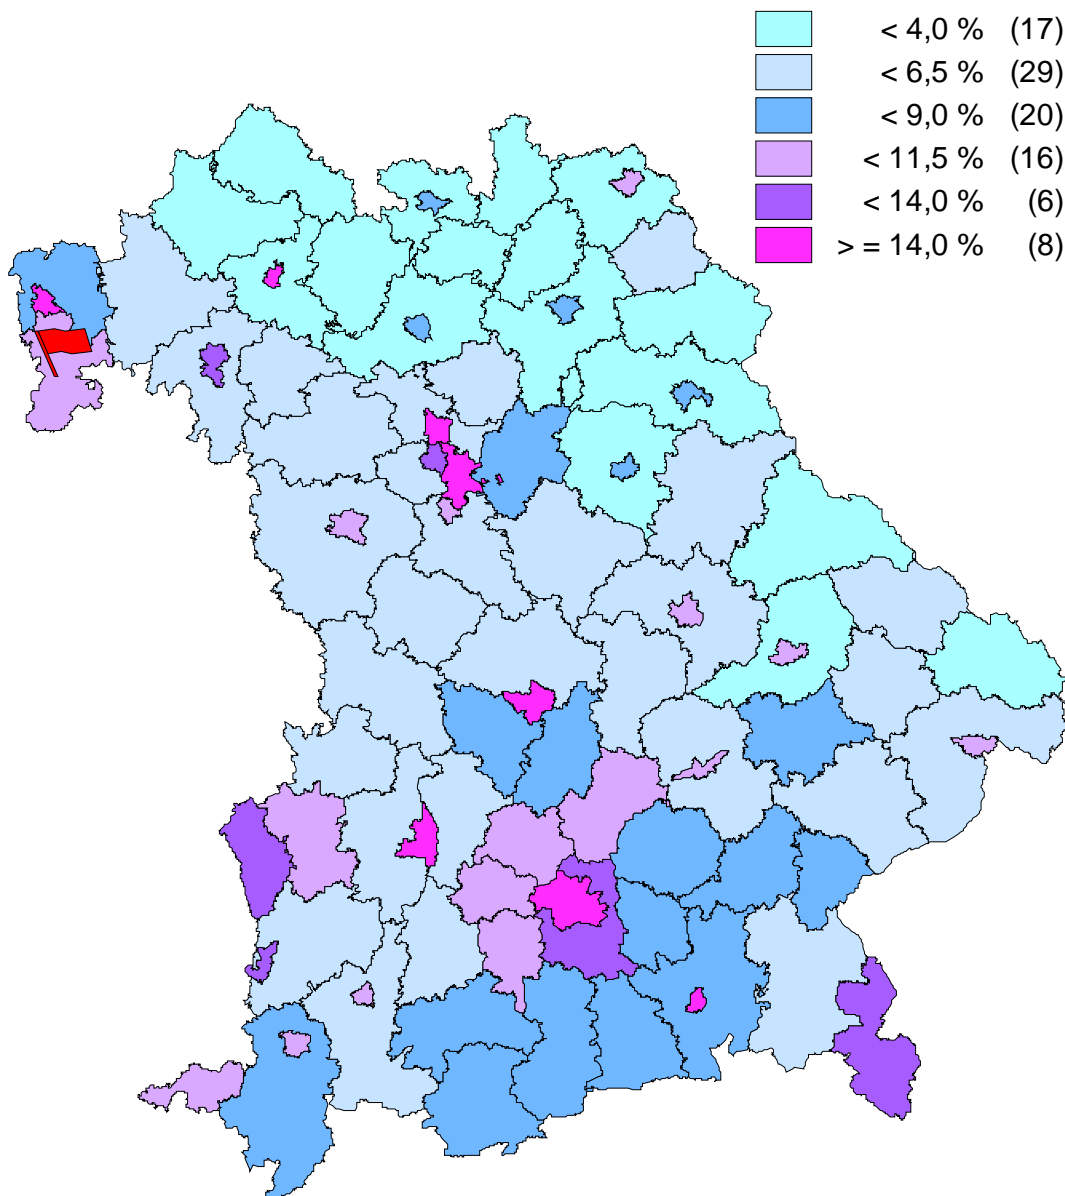 < 4,0 % (17)
< 6,5 % (29)
< 9,0 % (20)
< 11,5 % (16)
< 14,0 % (6)
> = 14,0 % (8)